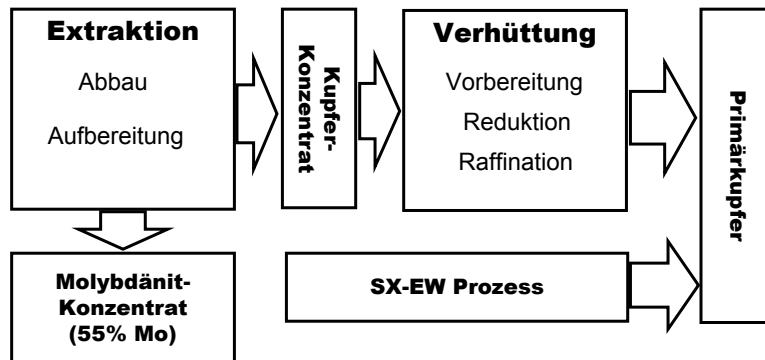 Extraktion
Abbau
Aufbereitung
Kupfer-
Konzentrat
Verhüttung
Vorbereitung
Reduktion
Raffination
Primärkupfer
Molybdänit-
Konzentrat
(55% Mo)
SX-EW Prozess